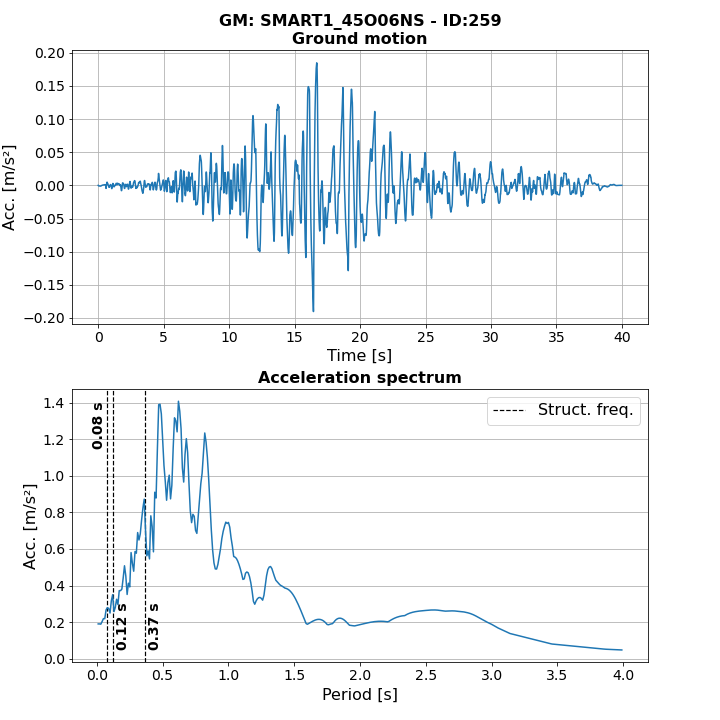 GM: SMART1_45O06NS - ID:259
Ground motion
Acc. [m/s²]
0.20
0.15
0.10
0.05
0.00
−0.05
−0.10
−0.15
−0.20
0 5 10 15 20 25 30 35 40
Time [s]
Acceleration spectrum
Acc. [m/s²]
1.4
1.2
1.0
0.8
0.6
0.4
0.2
0.0
0.08 s
0.12 s
0.37 s
Struct. freq.
0.0 0.5 1.0 1.5 2.0 2.5 3.0 3.5 4.0
Period [s]